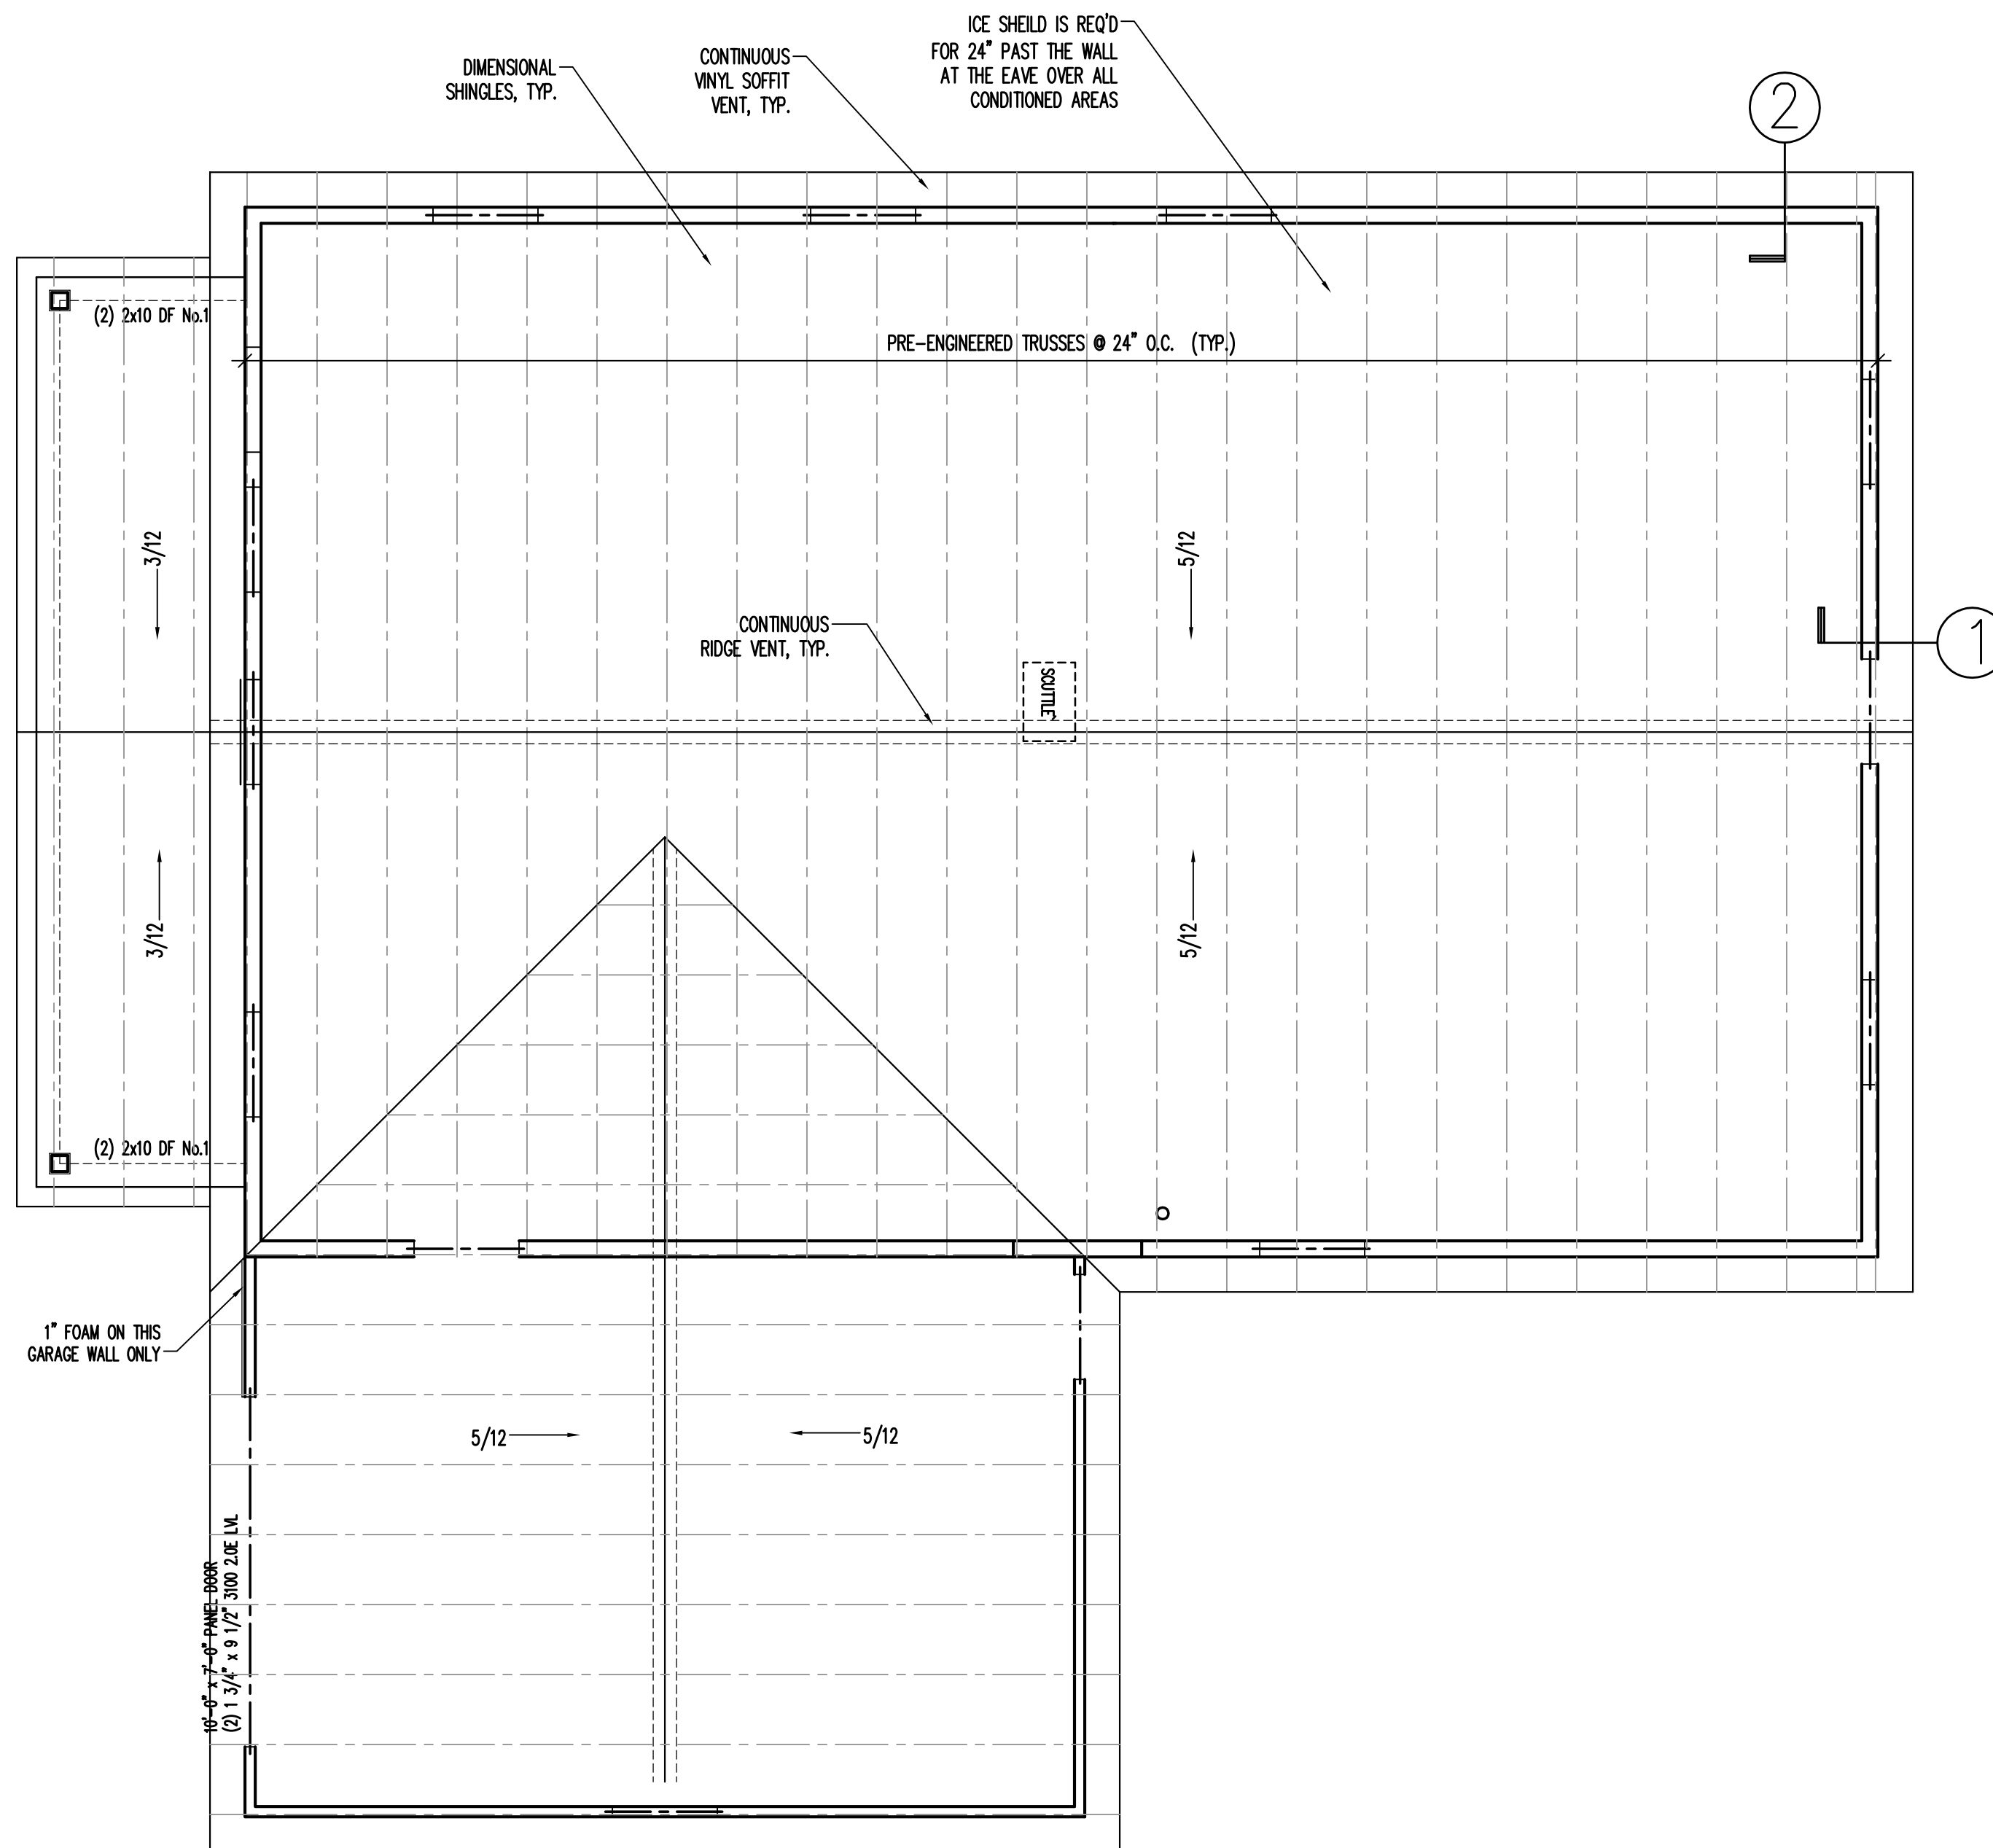 ICE SHEILD IS REQ'D
FOR 24" PAST THE WALL
AT THE EAVE OVER ALL
CONDITIONED AREAS
CONTINUOUS
VINYL SOFFIT
VENT, TYP.
DIMENSIONAL
SHINGLES, TYP.
2
(2) 2x10 DF No.1
PRE-ENGINEERED TRUSSES @ 24" O.C. (TYP.)
3/12
5/12
CONTINUOUS
RIDGE VENT, TYP.
SCUTTLE
1
3/12
5/12
(2) 2x10 DF No.1
1" FOAM ON THIS
GARAGE WALL ONLY
5/12
5/12
10'-0" x 7'-0" PANEL DOOR
(2) 1 3/4" x 9 1/2" 3100 2.0E LVL